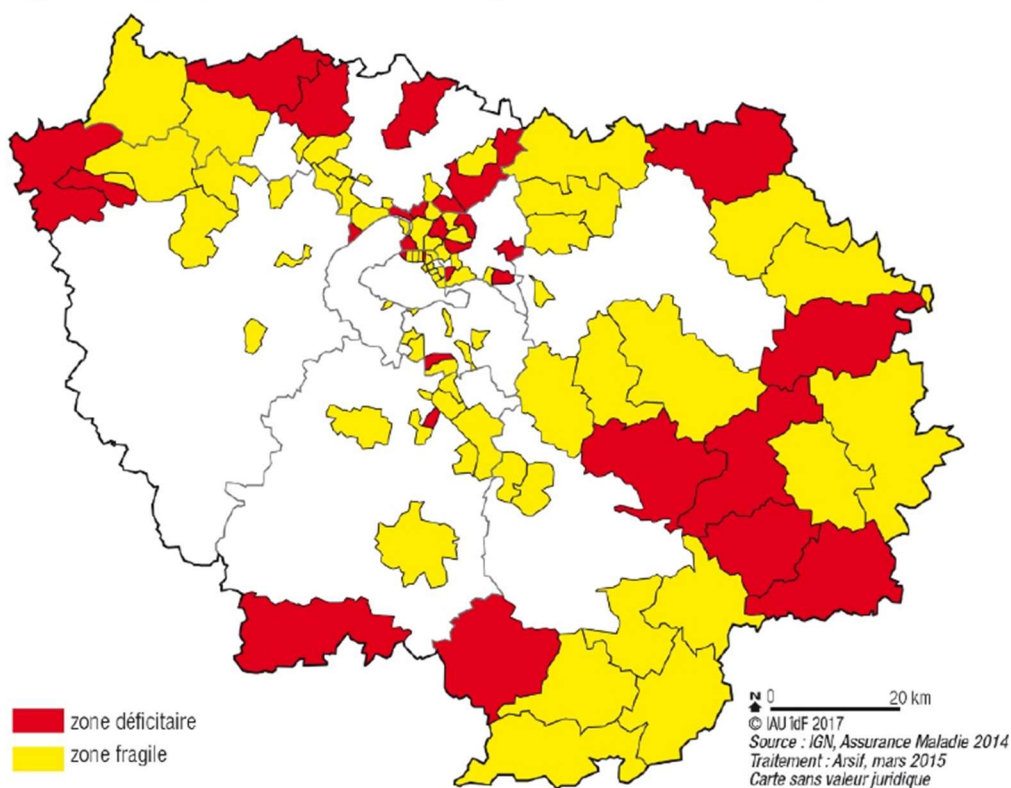 zone déficitaire
zone fragile
N 0 20 km
© IAU îdF 2017
Source : IGN, Assurance Maladie 2014
Traitement : Arsif, mars 2015
Carte sans valeur juridique